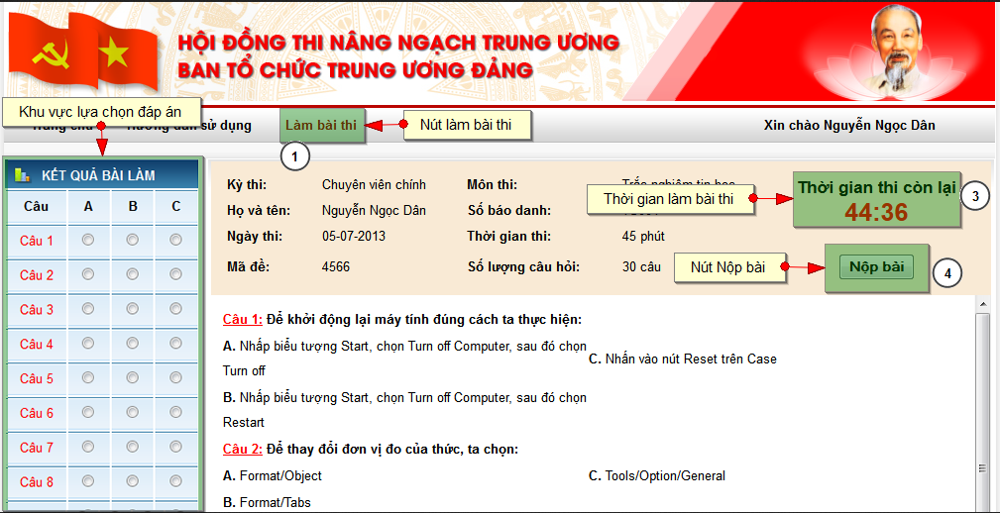 HỘI ĐỒNG THI NÂNG NGẠCH TRUNG ƯƠNG
BAN TỔ CHỨC TRUNG ƯƠNG ĐẢNG
Khu vực lựa chọn đáp án
sử dụng
Làm bài thi
Nút làm bài thi
Xin chào Nguyễn Ngọc Dân
1
KẾT QUẢ BÀI LÀM
Câu A B C
Câu 1
Câu 2
Câu 3
Câu 4
Câu 5
Câu 6
Câu 7
Câu 8
Kỳ thi: Chuyên viên chính Môn thi:
Họ và tên: Nguyễn Ngọc Dân Số báo danh:
Ngày thi: 05-07-2013 Thời gian thi: 45 phút
Mã đề: 4566 Số lượng câu hỏi: 30 câu
Thời gian làm bài thi
Thời gian thi còn lại
44:36
3
Nút Nộp bài
Nộp bài
4
Câu 1: Để khởi động lại máy tính đúng cách ta thực hiện:
A. Nhấp biểu tượng Start, chọn Turn off Computer, sau đó chọn
Turn off
C. Nhấn vào nút Reset trên Case
B. Nhấp biểu tượng Start, chọn Turn off Computer, sau đó chọn
Restart
Câu 2: Để thay đổi đơn vị đo của thức, ta chọn:
A. Format/Object
C. Tools/Option/General
B. Format/Tabs